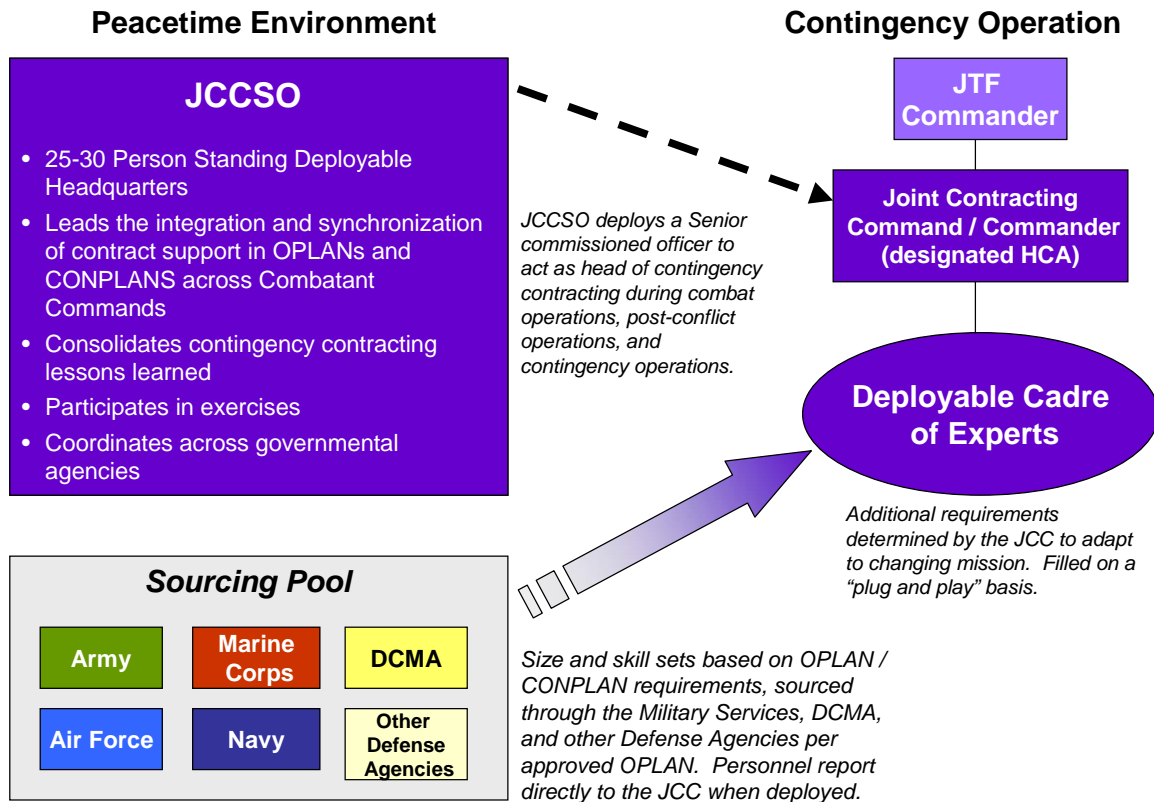 Peacetime Environment
Contingency Operation
JCCSO
• 25-30 Person Standing Deployable
Headquarters
• Leads the integration and synchronization
of contract support in OPLANs and
CONPLANS across Combatant
Commands
• Consolidates contingency contracting
lessons learned
• Participates in exercises
• Coordinates across governmental
agencies
JCCSO deploys a Senior
commissioned officer to
act as head of contingency
contracting during combat
operations, post-conflict
operations, and
contingency operations.
JTF
Commander
Joint Contracting
Command / Commander
(designated HCA)
Deployable Cadre
of Experts
Additional requirements
determined by the JCC to adapt
to changing mission.  Filled on a
“plug and play” basis.
Sourcing Pool
Army
Marine
Corps
DCMA
Air Force
Navy
Other
Defense
Agencies
Size and skill sets based on OPLAN /
CONPLAN requirements, sourced
through the Military Services, DCMA,
and other Defense Agencies per
approved OPLAN.  Personnel report
directly to the JCC when deployed.